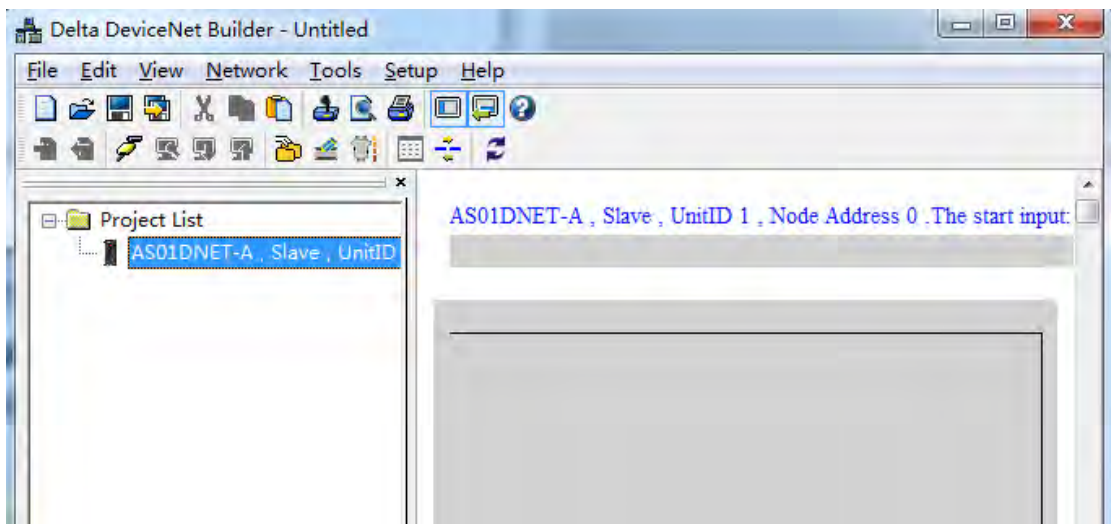 Delta DeviceNet Builder - Untitled
File Edit View Network Tools Setup Help
Project List
AS01DNET-A , Slave , UnitID
AS01DNET-A , Slave , UnitID 1 , Node Address 0 .The start input: